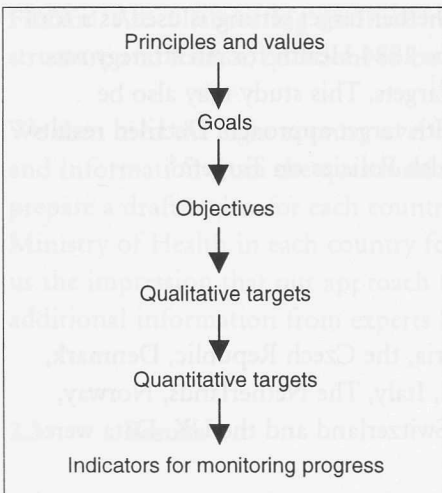 Principles and values
Goals
Objectives
Qualitative targets
Quantitative targets
Indicators for monitoring progress